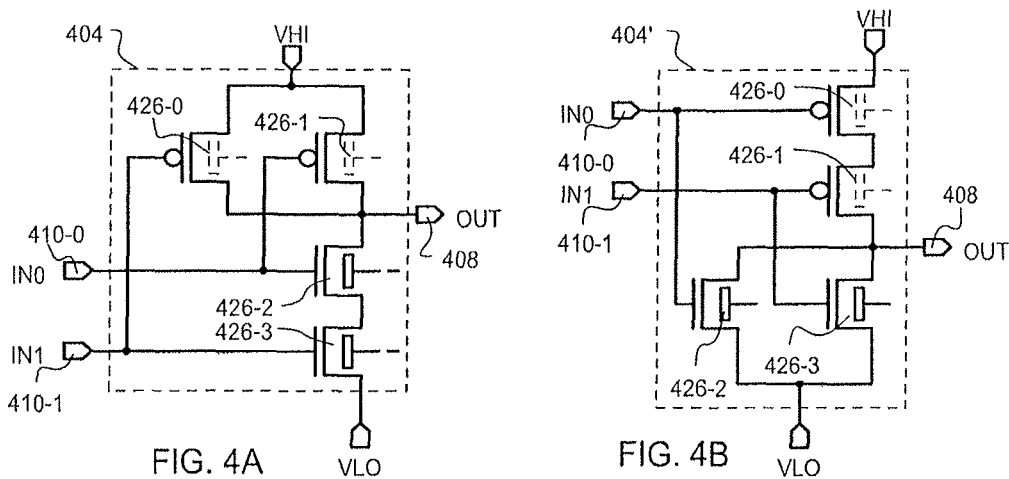 404
VHI
426-0
426-1
OUT
408
410-0
IN0
426-2
426-3
IN1
410-1
VLO
FIG. 4A
404'
VHI
426-0
IN0
410-0
426-1
IN1
410-1
408
OUT
426-2
426-3
VLO
FIG. 4B